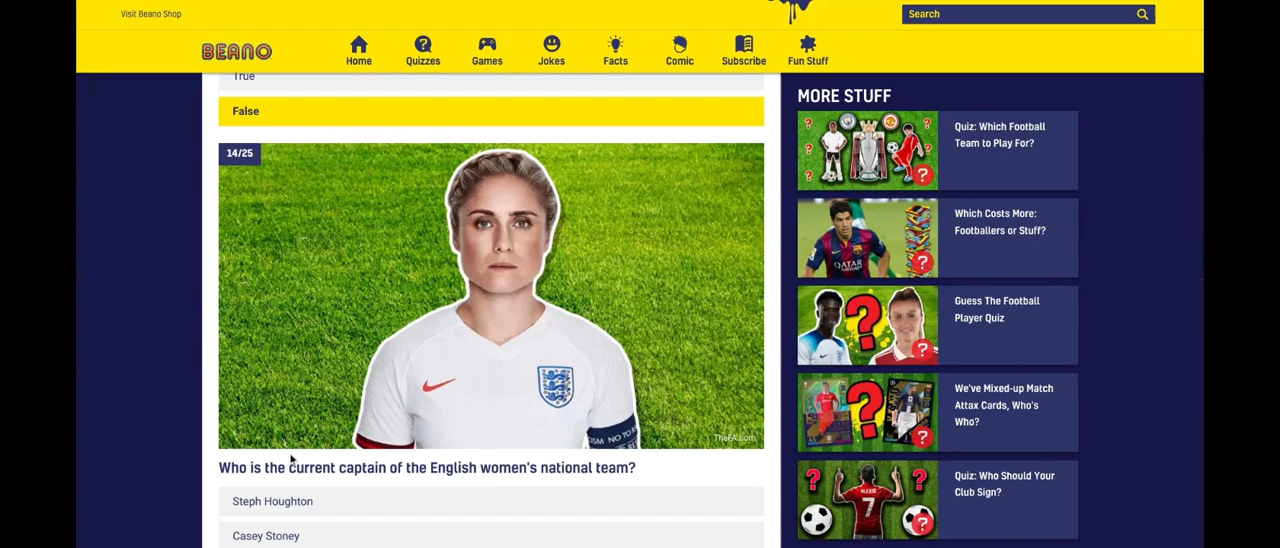 Visit Beano Shop
Search
BEANO
Home
Quizzes
Games
Jokes
Facts
Comic
Subscribe
Fun Stuff
True
False
14/25
TheFA.com
Who is the current captain of the English women's national team?
Steph Houghton
Casey Stoney
MORE STUFF
Quiz: Which Football
Team to Play For?
Which Costs More:
Footballers or Stuff?
QATAR
Guess The Football
Player Quiz
We've Mixed-up Match
Attax Cards, Who's
Who?
Quiz: Who Should Your
Club Sign?
ALEXIS
7